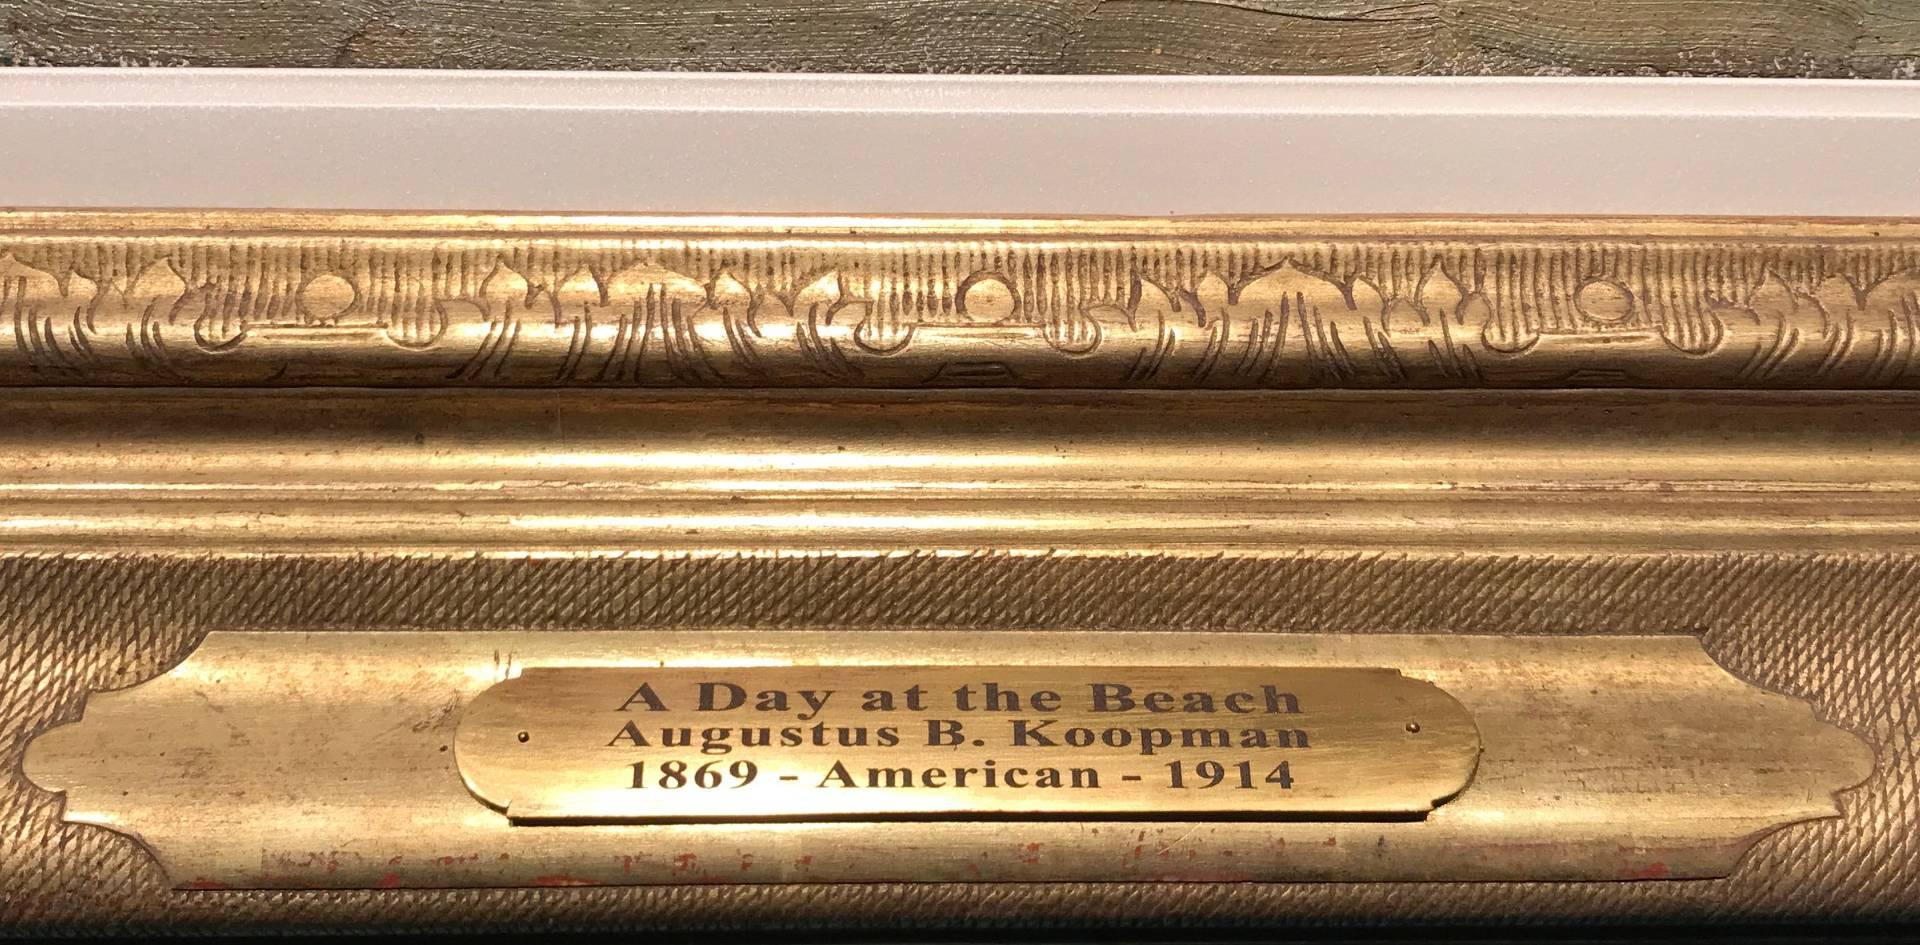 A Day at the Beach
Augustus B. Koopman
1869 - American - 1914